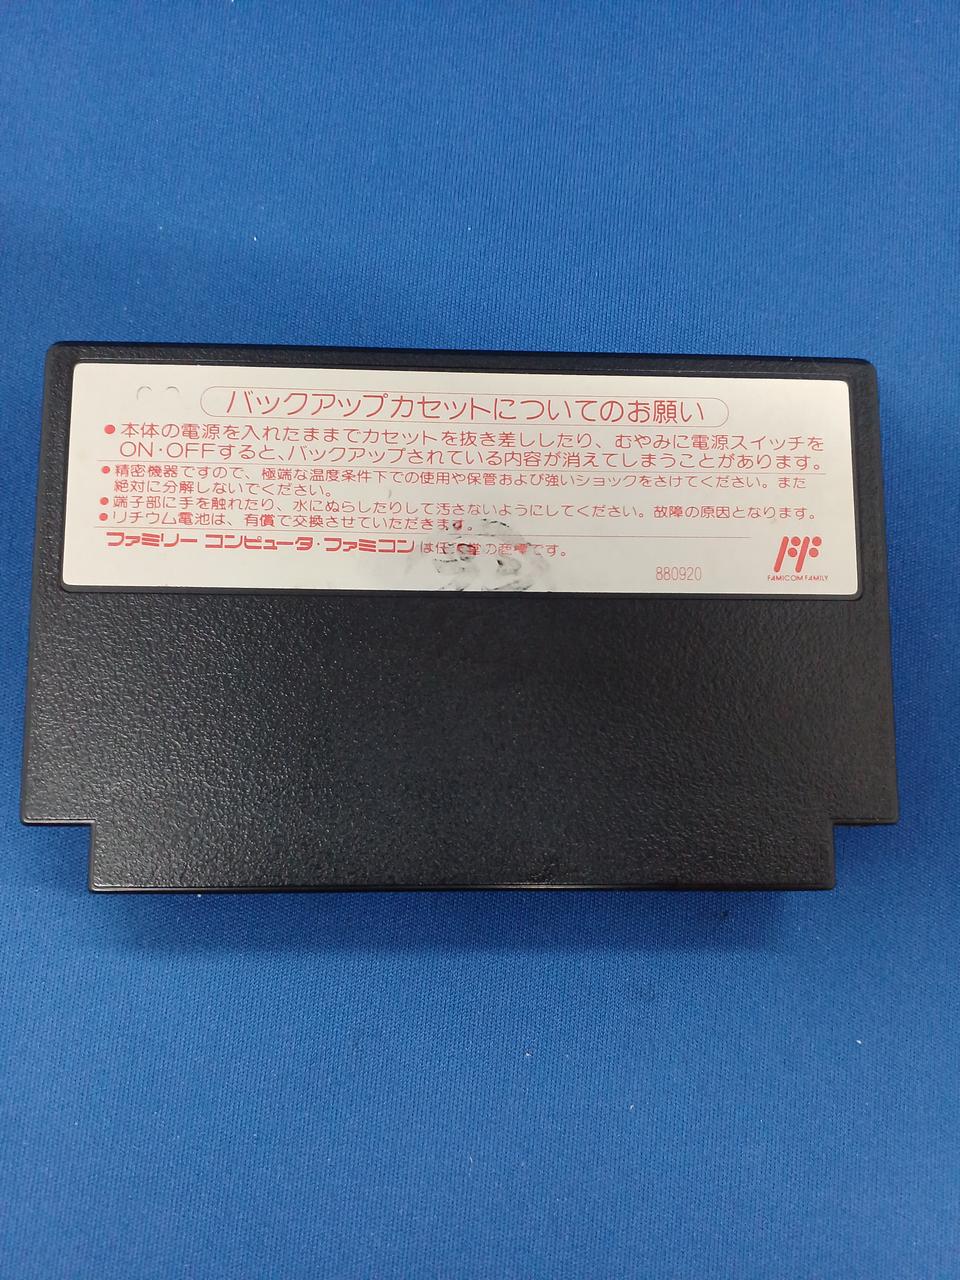 バックアップカセットについてのお願い
●本体の電源を入れたままでカセットを抜き差ししたり、むやみに電源スイッチを
ON・OFFすると、バックアップされている内容が消えてしまうことがあります。
●精密機器ですので、極端な温度条件下での使用や保管および強いショックをさけてください。また
絶対に分解しないでください。
●端子部に手を触れたり、水にぬらしたりして汚さないようにしてください。故障の原因となります。
●リチウム電池は、有償で交換させていただきます。
ファミリー コンピュータ・ファミコンは任天堂の商標です。
880920
FAMICOM FAMILY